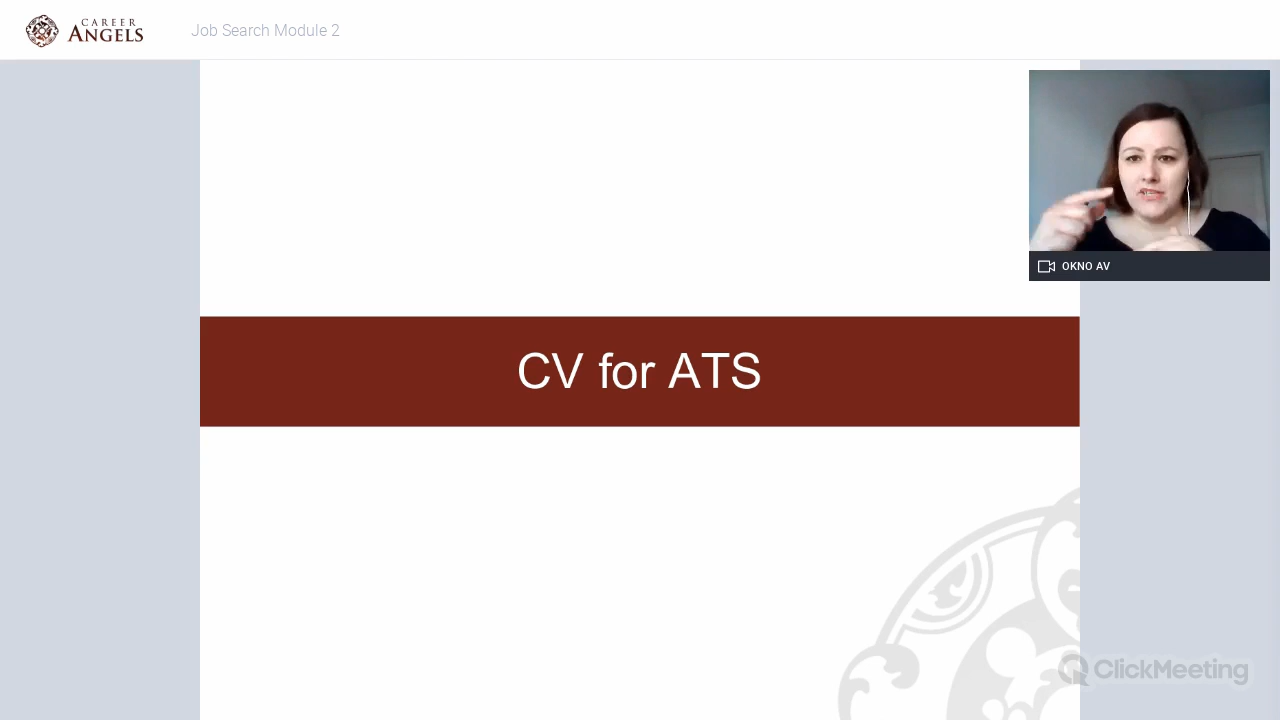 CAREER
ANGELS
Job Search Module 2
OKNO AV
CV for ATS
ClickMeeting